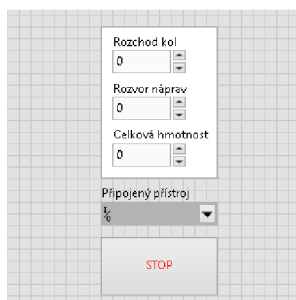 Rozchod kol
0
Rozvor náprav
0
Celková hmotnost
0
Připojený přístroj
I/O
STOP